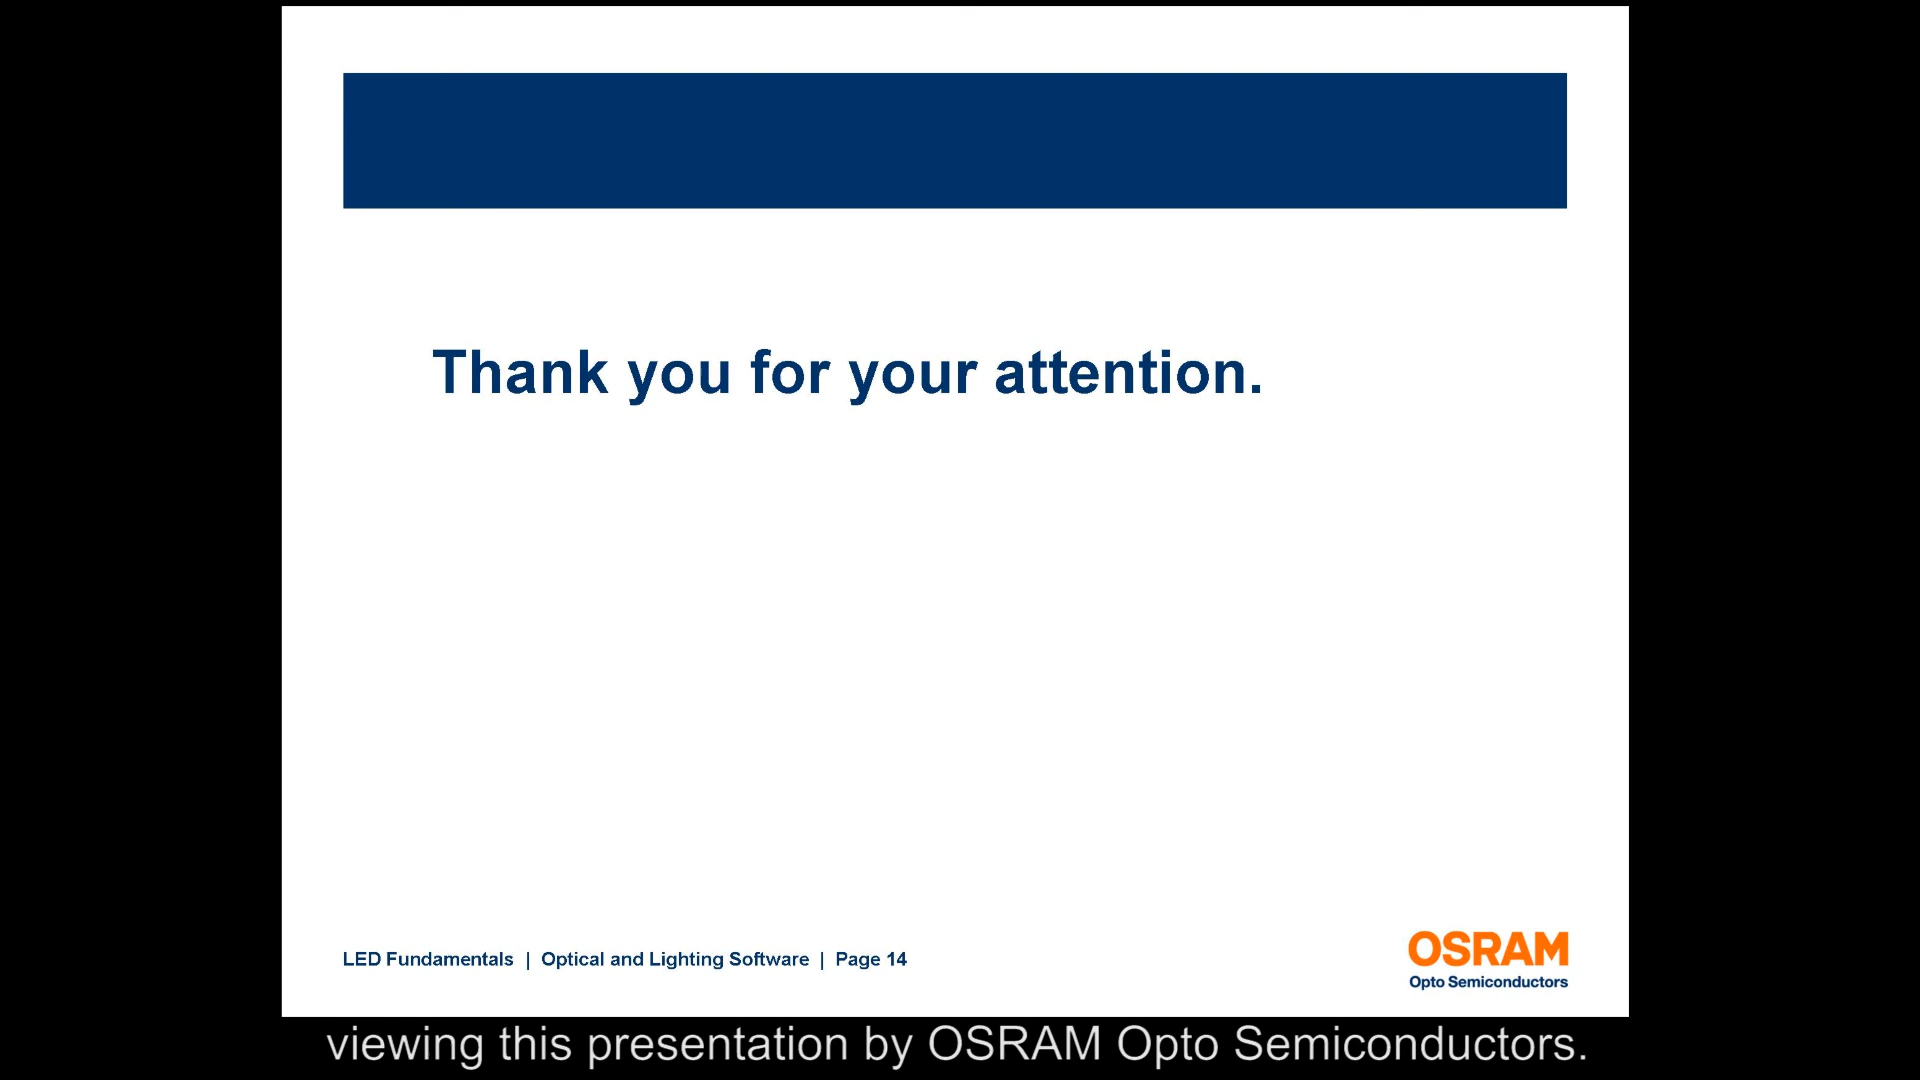 Thank you for your attention.
LED Fundamentals | Optical and Lighting Software | Page 14
OSRAM
Opto Semiconductors
viewing this presentation by OSRAM Opto Semiconductors.